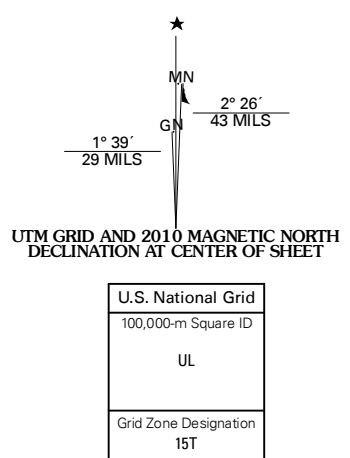 ★
MN
GN
2° 26´
43 MILS
1° 39´
29 MILS
UTM GRID AND 2010 MAGNETIC NORTH
DECLINATION AT CENTER OF SHEET
U.S. National Grid
100,000-m Square ID
UL
Grid Zone Designation
15T